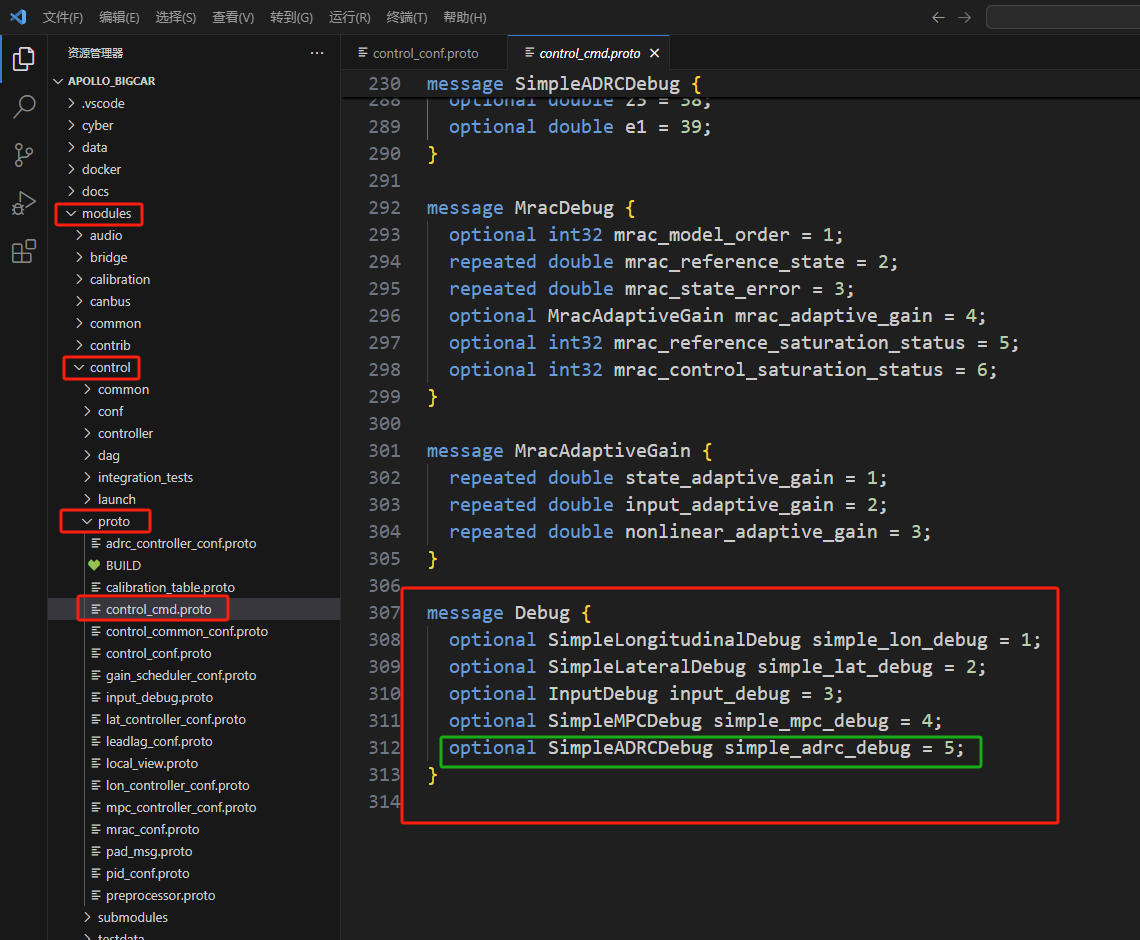 文件(F) 编辑(E) 选择(S) 查看(V) 转到(G) 运行(R) 终端(T) 帮助(H)
资源管理器 ···
APOLLO_BIGCAR
.vscode
cyber
data
docker
docs
modules
audio
bridge
calibration
canbus
common
contrib
control
common
conf
controller
dag
integration_tests
launch
proto
adrc_controller_conf.proto
BUILD
calibration_table.proto
control_cmd.proto
control_common_conf.proto
control_conf.proto
gain_scheduler_conf.proto
input_debug.proto
lat_controller_conf.proto
leadlag_conf.proto
local_view.proto
lon_controller_conf.proto
mpc_controller_conf.proto
mrac_conf.proto
pad_msg.proto
pid_conf.proto
preprocessor.proto
submodules
testdata
control_conf.proto control_cmd.proto
230 message SimpleADRCDebug {
288 optional double z3 = 38;
289 optional double e1 = 39;
290 }
291
292 message MracDebug {
293 optional int32 mrac_model_order = 1;
294 repeated double mrac_reference_state = 2;
295 repeated double mrac_state_error = 3;
296 optional MracAdaptiveGain mrac_adaptive_gain = 4;
297 optional int32 mrac_reference_saturation_status = 5;
298 optional int32 mrac_control_saturation_status = 6;
299 }
300
301 message MracAdaptiveGain {
302 repeated double state_adaptive_gain = 1;
303 repeated double input_adaptive_gain = 2;
304 repeated double nonlinear_adaptive_gain = 3;
305 }
306
307 message Debug {
308 optional SimpleLongitudinalDebug simple_lon_debug = 1;
309 optional SimpleLateralDebug simple_lat_debug = 2;
310 optional InputDebug input_debug = 3;
311 optional SimpleMPCDebug simple_mpc_debug = 4;
312 optional SimpleADRCDebug simple_adrc_debug = 5;
313 }
314